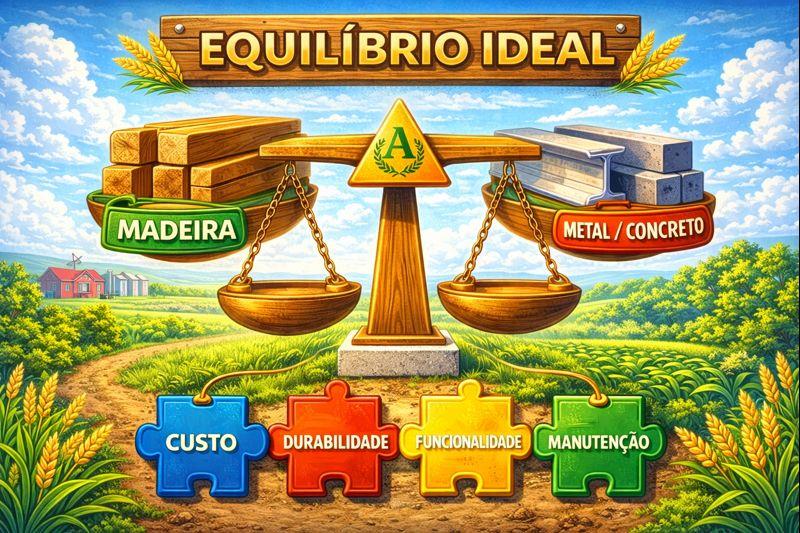 EQUILÍBRIO IDEAL
A
MADEIRA
METAL / CONCRETO
CUSTO
DURABILIDADE
FUNCIONALIDADE
MANUTENÇÃO